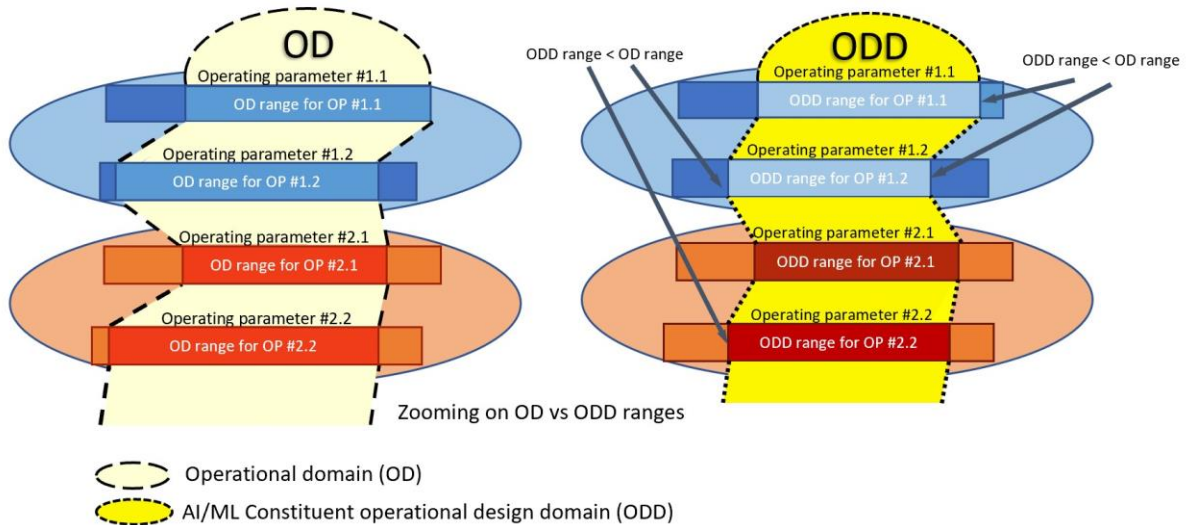 OD
Operating parameter #1.1
OD range for OP #1.1
Operating parameter #1.2
OD range for OP #1.2
Operating parameter #2.1
OD range for OP #2.1
Operating parameter #2.2
OD range for OP #2.2
ODD range < OD range
ODD
ODD range < OD range
Operating parameter #1.1
ODD range for OP #1.1
Operating parameter #1.2
ODD range for OP #1.2
Operating parameter #2.1
ODD range for OP #2.1
Operating parameter #2.2
ODD range for OP #2.2
Zooming on OD vs ODD ranges
Operational domain (OD)
AI/ML Constituent operational design domain (ODD)